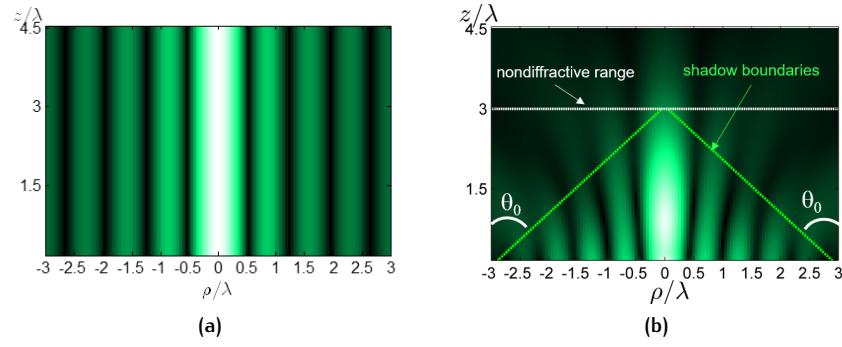 z/λ
4.5
3
1.5
-3 -2.5 -2 -1.5 -1 -0.5 0 0.5 1 1.5 2 2.5 3
ρ/λ
(a)
z/λ
4.5
nondiffractive range
shadow boundaries
3
1.5
θ0
θ0
-3 -2.5 -2 -1.5 -1 -0.5 0 0.5 1 1.5 2 2.5 3
ρ/λ
(b)